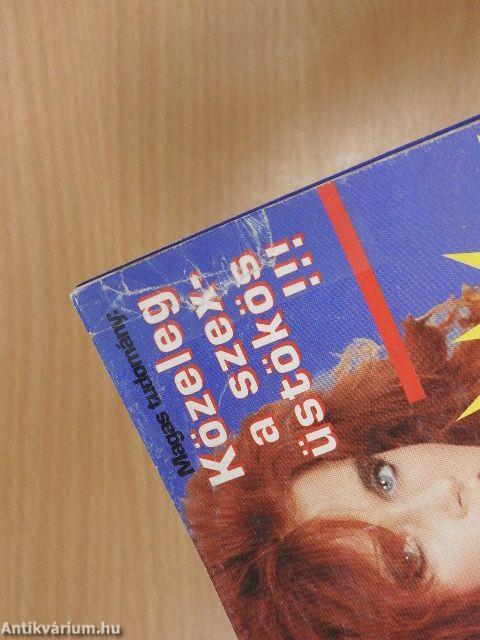 Magas tudomány:
Közeleg
a szex-
üstökös
!!!
Antikvárium.hu